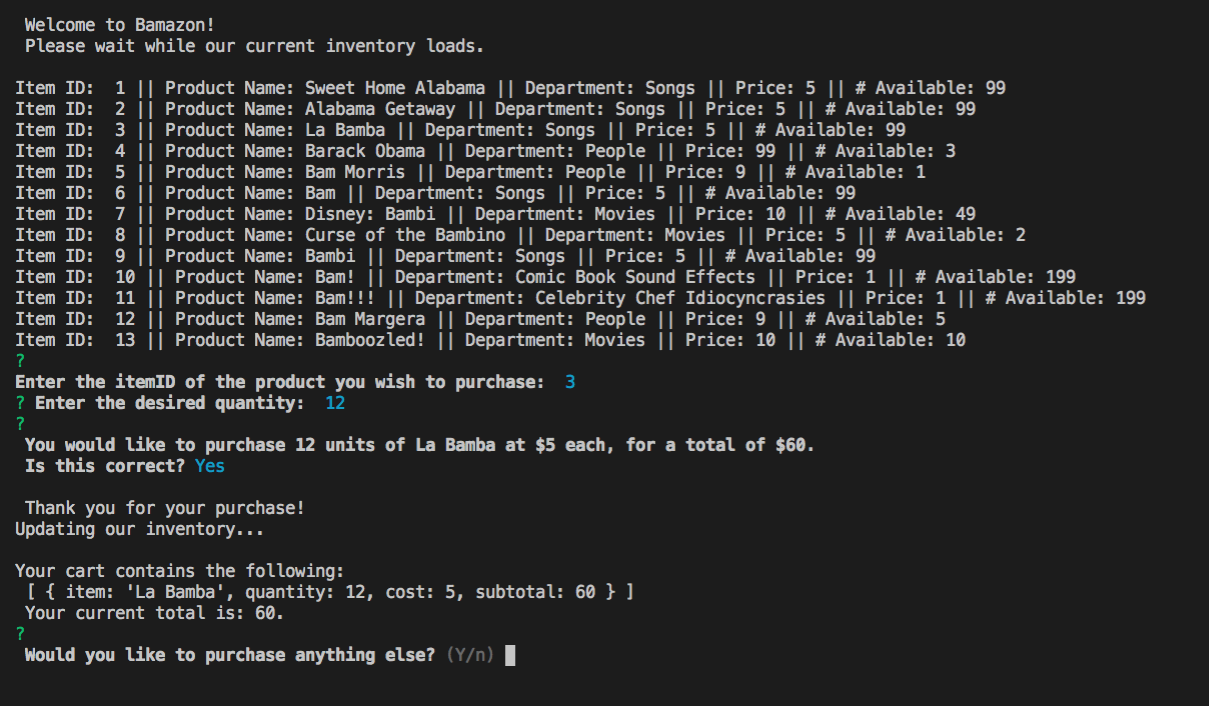 Welcome to Bamazon!
Please wait while our current inventory loads.
Item ID:  1 || Product Name: Sweet Home Alabama || Department: Songs || Price: 5 || # Available: 99
Item ID:  2 || Product Name: Alabama Getaway || Department: Songs || Price: 5 || # Available: 99
Item ID:  3 || Product Name: La Bamba || Department: Songs || Price: 5 || # Available: 99
Item ID:  4 || Product Name: Barack Obama || Department: People || Price: 99 || # Available: 3
Item ID:  5 || Product Name: Bam Morris || Department: People || Price: 9 || # Available: 1
Item ID:  6 || Product Name: Bam || Department: Songs || Price: 5 || # Available: 99
Item ID:  7 || Product Name: Disney: Bambi || Department: Movies || Price: 10 || # Available: 49
Item ID:  8 || Product Name: Curse of the Bambino || Department: Movies || Price: 5 || # Available: 2
Item ID:  9 || Product Name: Bambi || Department: Songs || Price: 5 || # Available: 99
Item ID:  10 || Product Name: Bam! || Department: Comic Book Sound Effects || Price: 1 || # Available: 199
Item ID:  11 || Product Name: Bam!!! || Department: Celebrity Chef Idiocyncrasies || Price: 1 || # Available: 199
Item ID:  12 || Product Name: Bam Margera || Department: People || Price: 9 || # Available: 5
Item ID:  13 || Product Name: Bamboozled! || Department: Movies || Price: 10 || # Available: 10
?
Enter the itemID of the product you wish to purchase:  3
? Enter the desired quantity:  12
?
You would like to purchase 12 units of La Bamba at $5 each, for a total of $60.
Is this correct? Yes
Thank you for your purchase!
Updating our inventory...
Your cart contains the following:
[ { item: 'La Bamba', quantity: 12, cost: 5, subtotal: 60 } ]
Your current total is: 60.
?
Would you like to purchase anything else? (Y/n)